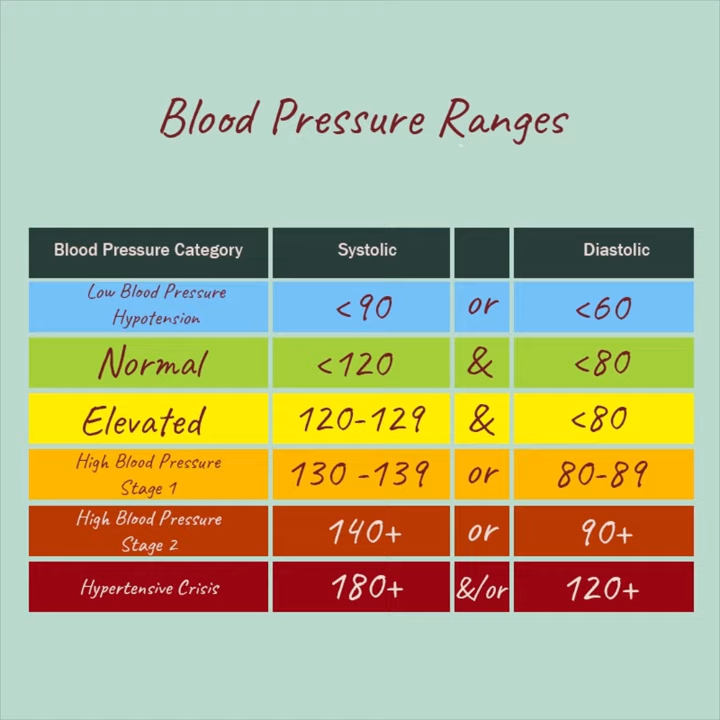 Blood Pressure Ranges
Blood Pressure Category Systolic Diastolic
Low Blood Pressure
Hypotension <90 or <60
Normal <120 & <80
Elevated 120-129 & <80
High Blood Pressure
Stage 1 130 -139 or 80-89
High Blood Pressure
Stage 2 140+ or 90+
Hypertensive Crisis 180+ &/or 120+